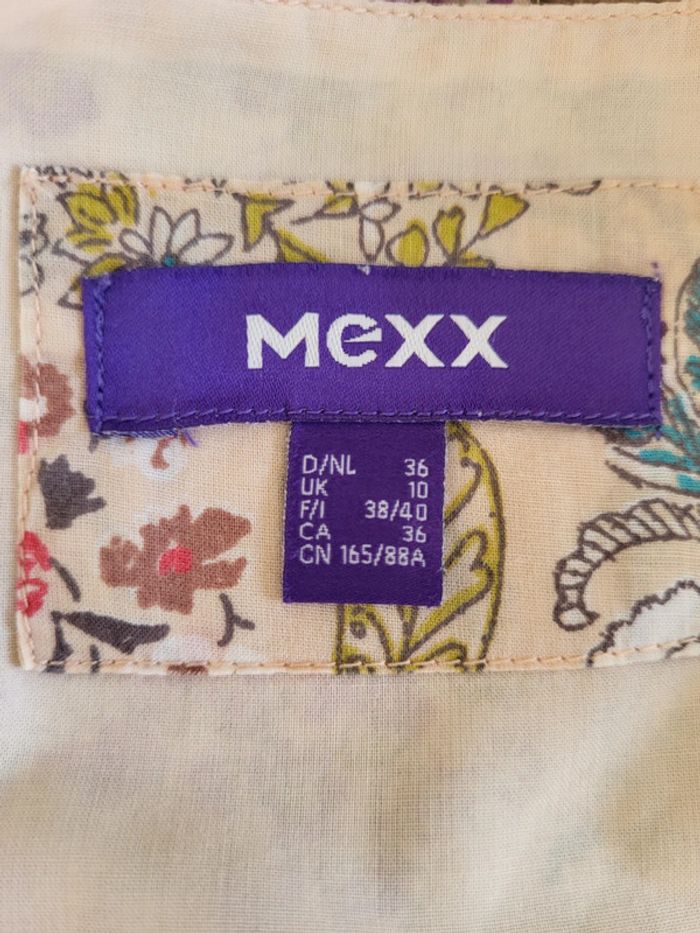 Mexx
D/NL 36
UK 10
F/I 38/40
CA 36
CN 165/88A